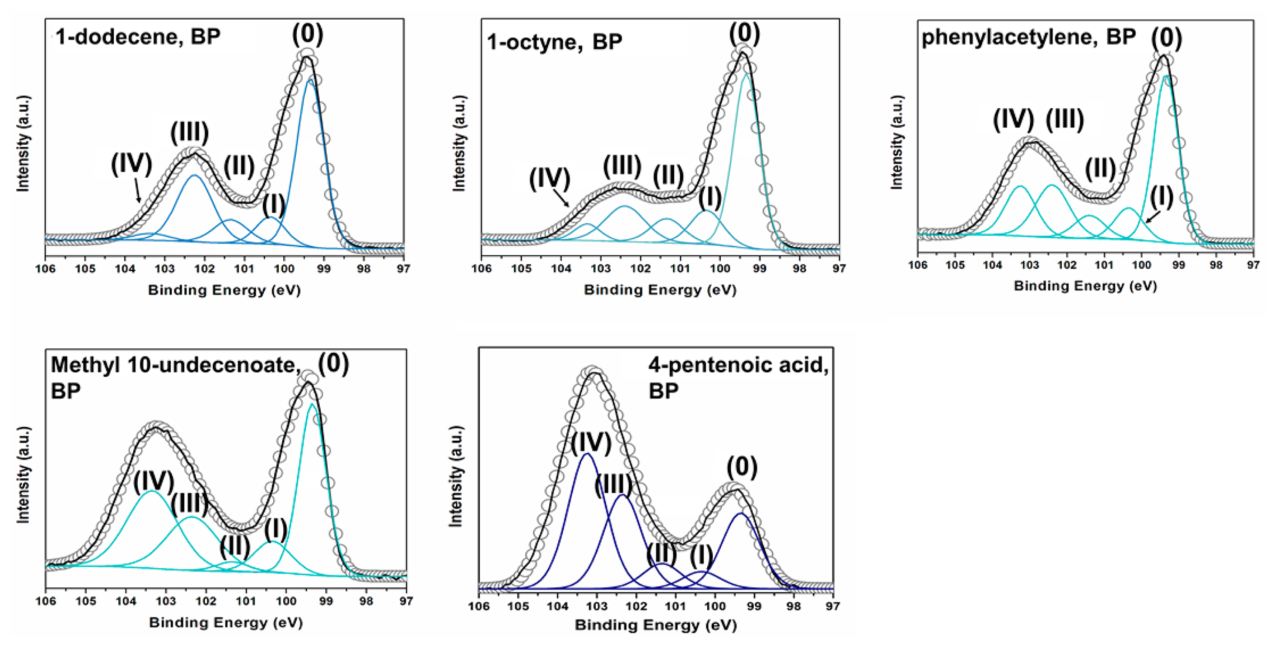 1-dodecene, BP
(0)
(III)
(IV)
(II)
(I)
Intensity (a.u.)
106 105 104 103 102 101 100 99 98 97
Binding Energy (eV)
1-octyne, BP
(0)
(IV)
(III)
(II)
(I)
Intensity (a.u.)
106 105 104 103 102 101 100 99 98 97
Binding Energy (eV)
phenylacetylene, BP
(0)
(IV)
(III)
(II)
(I)
Intensity (a.u.)
106 105 104 103 102 101 100 99 98 97
Binding Energy (eV)
Methyl 10-undecenoate,
BP
(0)
(IV)
(III)
(II)
(I)
Intensity (a.u.)
106 105 104 103 102 101 100 99 98 97
Binding Energy (eV)
4-pentenoic acid,
BP
(IV)
(III)
(II)
(I)
(0)
Intensity (a.u.)
106 105 104 103 102 101 100 99 98 97
Binding Energy (eV)